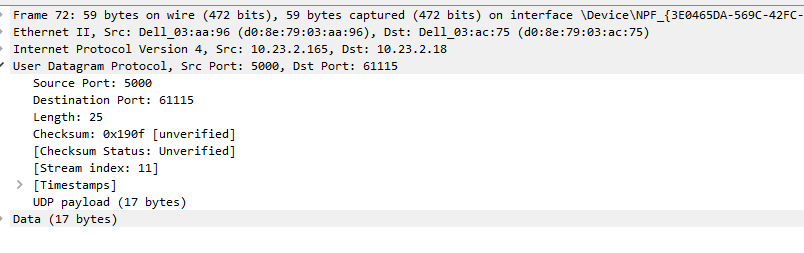 Frame 72: 59 bytes on wire (472 bits), 59 bytes captured (472 bits) on interface \Device\NPF_{3E0465DA-569C-42FC-
Ethernet II, Src: Dell_03:aa:96 (d0:8e:79:03:aa:96), Dst: Dell_03:ac:75 (d0:8e:79:03:ac:75)
Internet Protocol Version 4, Src: 10.23.2.165, Dst: 10.23.2.18
User Datagram Protocol, Src Port: 5000, Dst Port: 61115
Source Port: 5000
Destination Port: 61115
Length: 25
Checksum: 0x190f [unverified]
[Checksum Status: Unverified]
[Stream index: 11]
[Timestamps]
UDP payload (17 bytes)
Data (17 bytes)